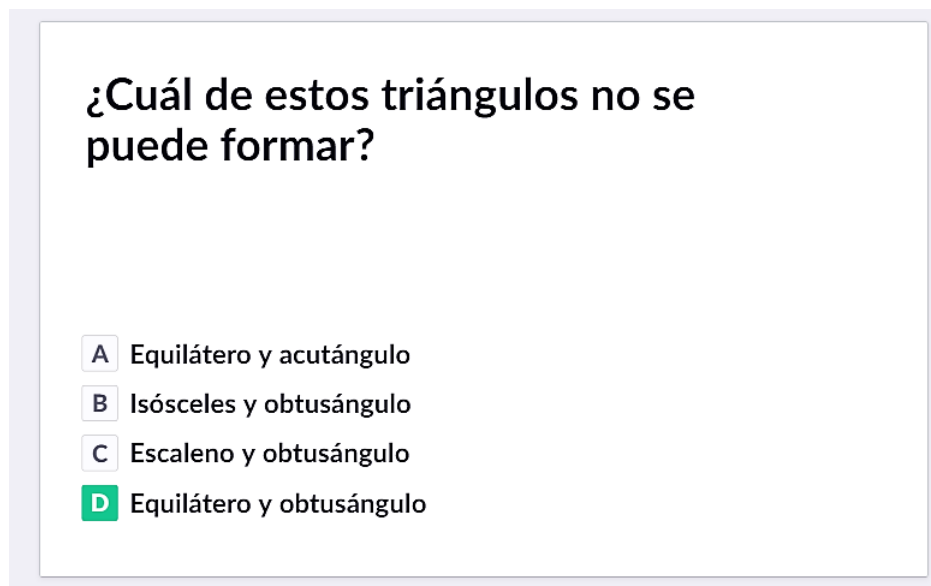 ¿Cuál de estos triángulos no se
puede formar?
A Equilátero y acutángulo
B Isósceles y obtusángulo
C Escaleno y obtusángulo
D Equilátero y obtusángulo